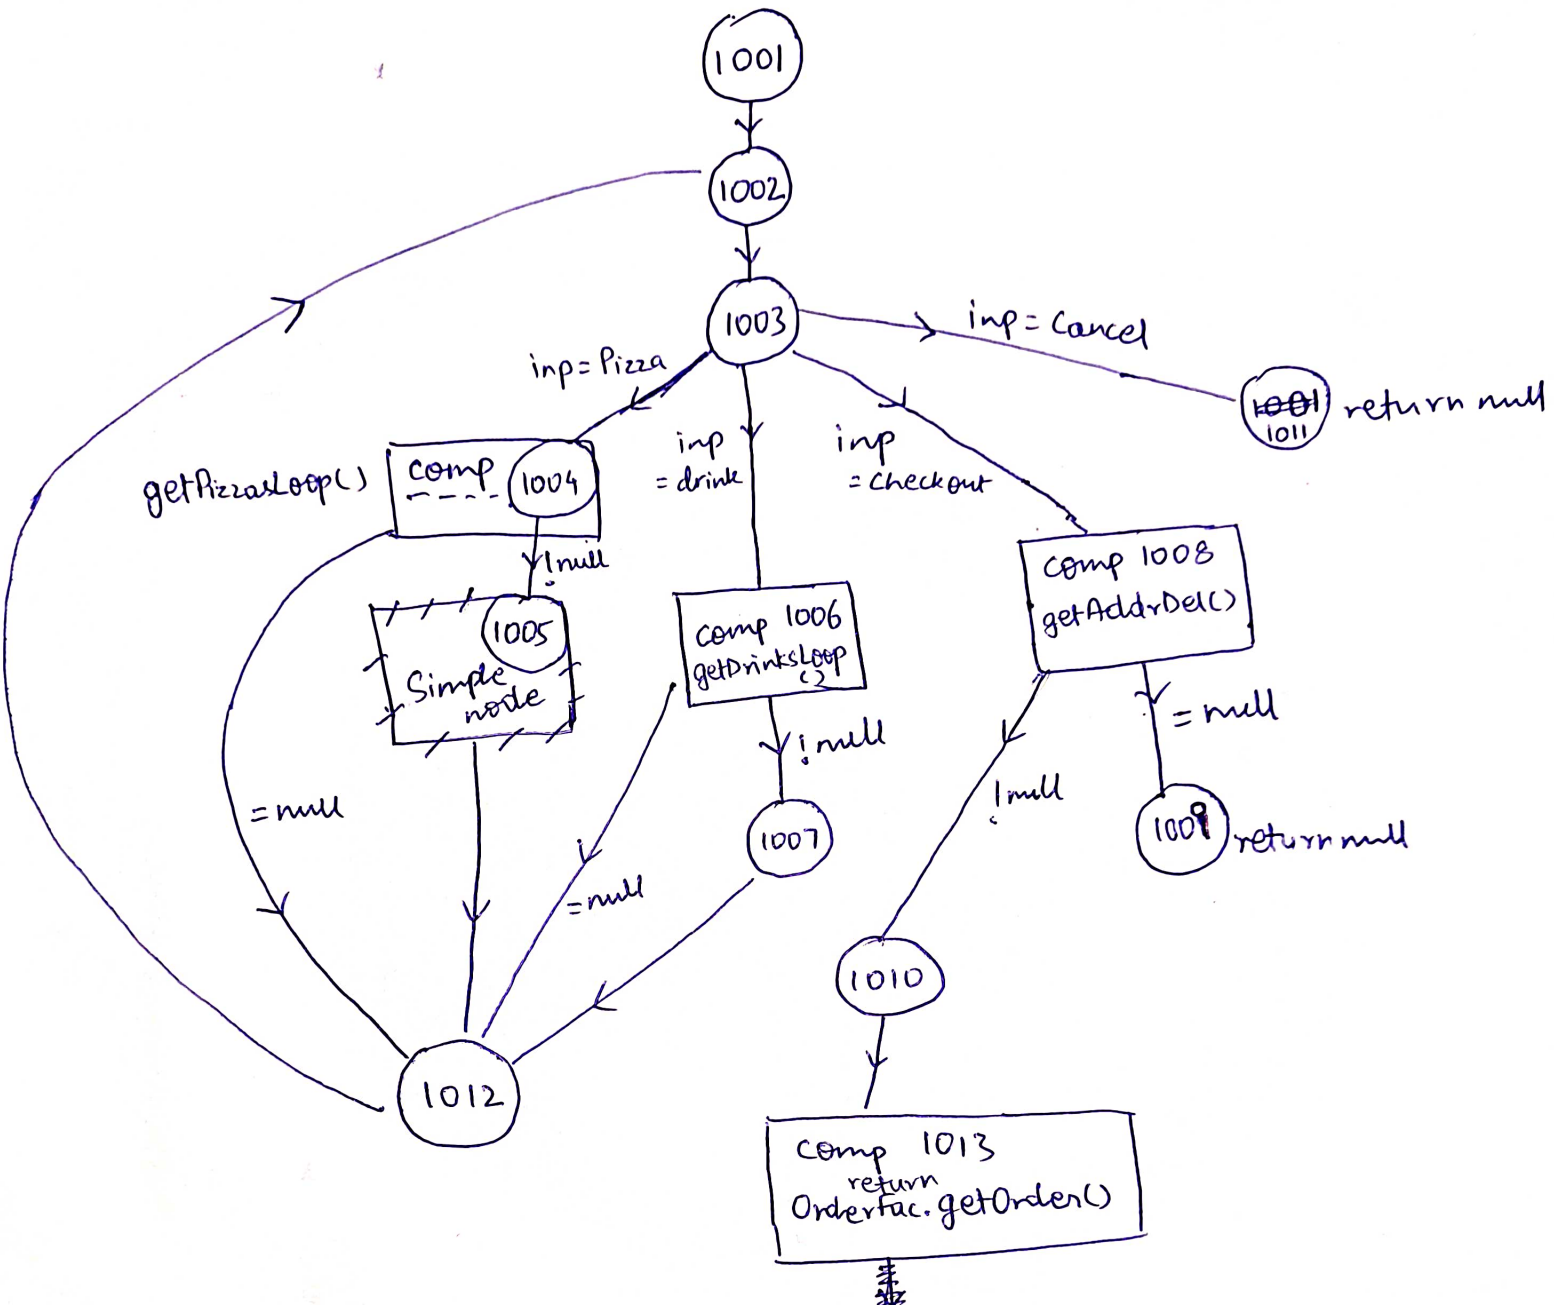 1001
1002
1003
inp = Cancel
inp = Pizza
1011
return null
inp
= drink
inp
= checkout
getPizzasLoop()
comp
1004
!null
comp 1008
getAddrDel()
1005
Simple
node
comp 1006
getDrinksLoop
()
= null
!null
= null
!null
1007
1009
return null
= null
1010
1012
comp 1013
return
OrderFac.getOrder()